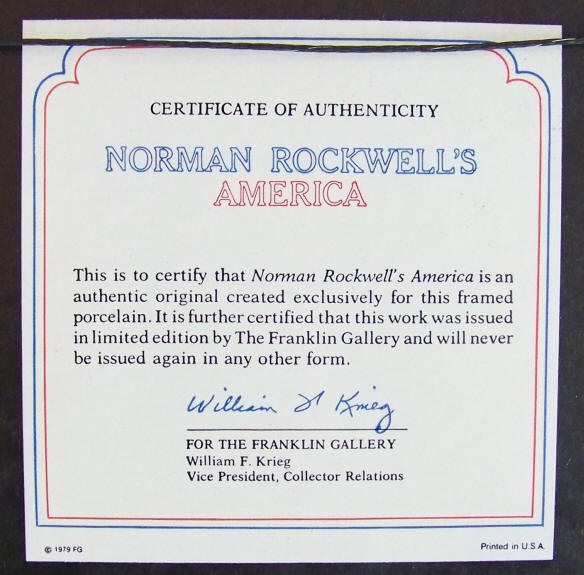 CERTIFICATE OF AUTHENTICITY
NORMAN ROCKWELL'S
AMERICA
This is to certify that Norman Rockwell's America is an
authentic original created exclusively for this framed
porcelain. It is further certified that this work was issued
in limited edition by The Franklin Gallery and will never
be issued again in any other form.
William F Krieg
FOR THE FRANKLIN GALLERY
William F. Krieg
Vice President, Collector Relations
© 1979 FG
Printed in U.S.A.